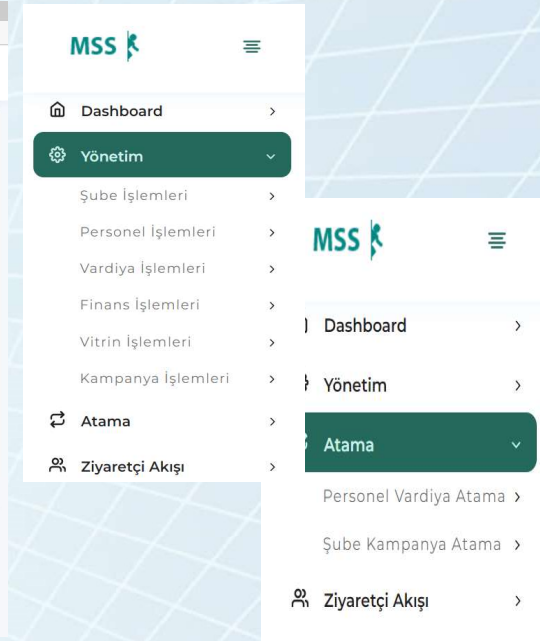 MSS
Dashboard
Yönetim
Şube İşlemleri
Personel İşlemleri
Vardiya İşlemleri
Finans İşlemleri
Vitrin İşlemleri
Kampanya İşlemleri
Atama
Ziyaretçi Akışı
MSS
Dashboard
Yönetim
Atama
Personel Vardiya Atama
Şube Kampanya Atama
Ziyaretçi Akışı